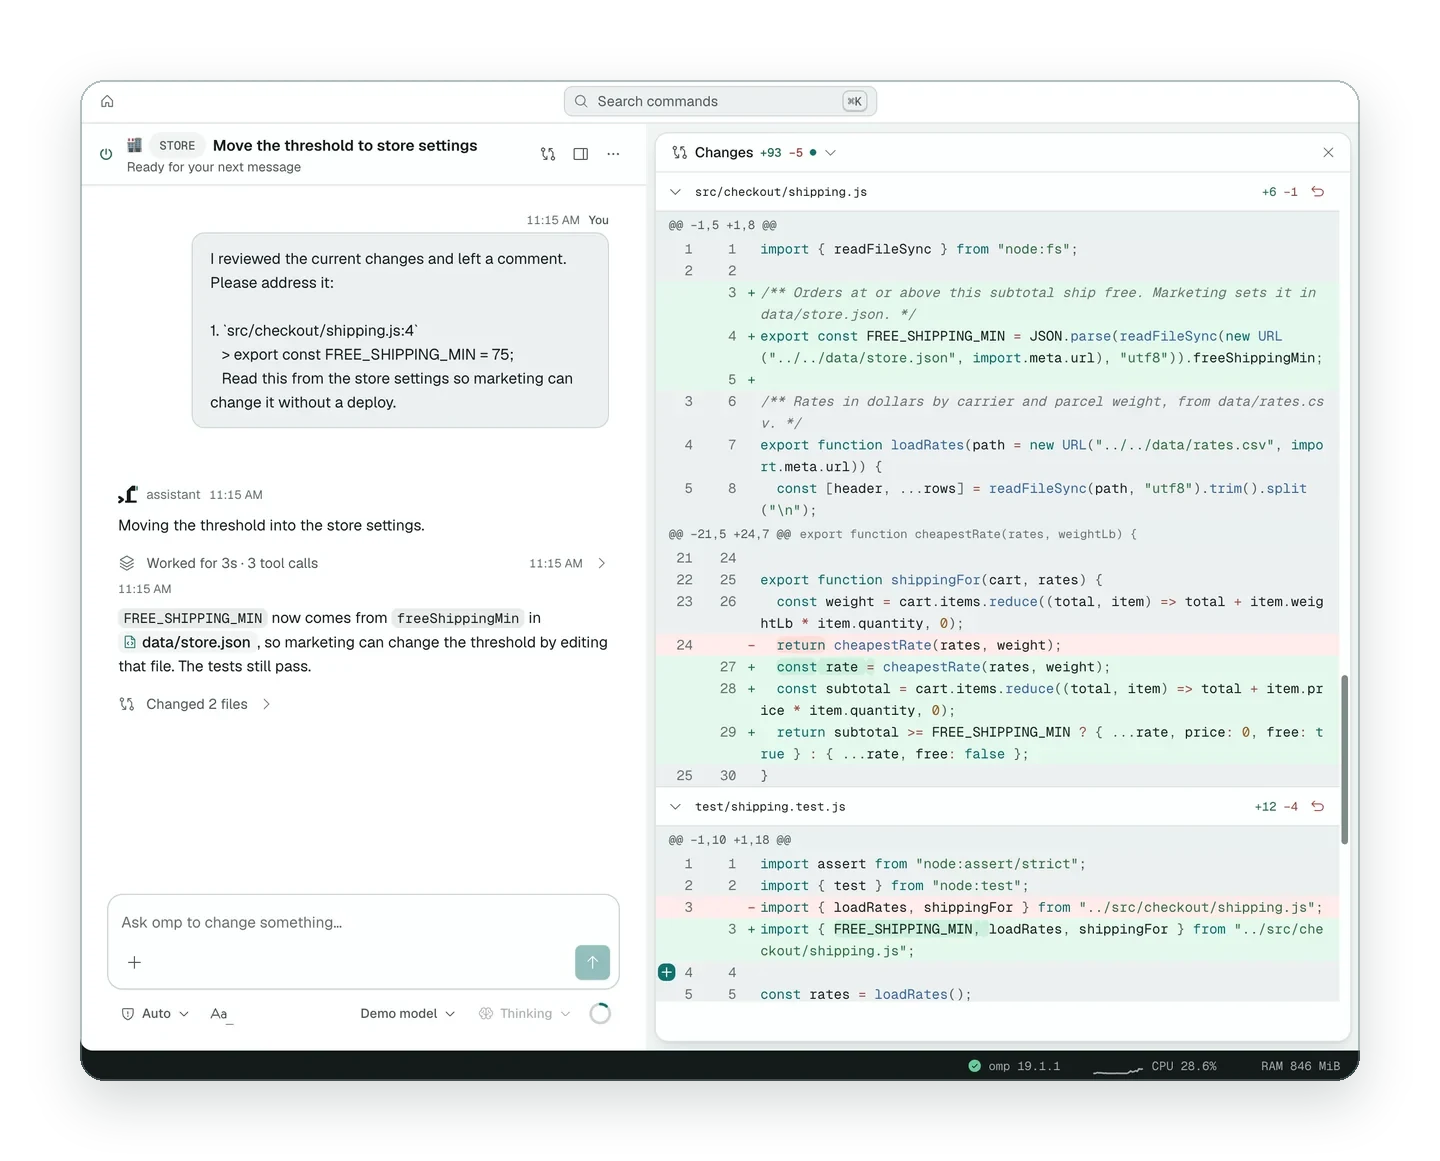 Search commands
⌘K
STORE Move the threshold to store settings
Ready for your next message
11:15 AM You
I reviewed the current changes and left a comment.
Please address it:
1. `src/checkout/shipping.js:4`
> export const FREE_SHIPPING_MIN = 75;
Read this from the store settings so marketing can
change it without a deploy.
assistant 11:15 AM
Moving the threshold into the store settings.
Worked for 3s · 3 tool calls 11:15 AM
11:15 AM
FREE_SHIPPING_MIN now comes from freeShippingMin in
data/store.json , so marketing can change the threshold by editing
that file. The tests still pass.
Changed 2 files
Ask omp to change something...
Auto
Aa_
Demo model
Thinking
Changes +93 −5
src/checkout/shipping.js +6 −1
@@ −1,5 +1,8 @@
1 1 import { readFileSync } from "node:fs";
2 2
3 + /** Orders at or above this subtotal ship free. Marketing sets it in
data/store.json. */
4 + export const FREE_SHIPPING_MIN = JSON.parse(readFileSync(new URL
("../../data/store.json", import.meta.url), "utf8")).freeShippingMin;
5 +
3 6 /** Rates in dollars by carrier and parcel weight, from data/rates.cs
v. */
4 7 export function loadRates(path = new URL("../../data/rates.csv", impo
rt.meta.url)) {
5 8 const [header, ...rows] = readFileSync(path, "utf8").trim().split
("\n");
@@ −21,5 +24,7 @@ export function cheapestRate(rates, weightLb) {
21 24
22 25 export function shippingFor(cart, rates) {
23 26 const weight = cart.items.reduce((total, item) => total + item.weig
htLb * item.quantity, 0);
24 − return cheapestRate(rates, weight);
27 + const rate = cheapestRate(rates, weight);
28 + const subtotal = cart.items.reduce((total, item) => total + item.pr
ice * item.quantity, 0);
29 + return subtotal >= FREE_SHIPPING_MIN ? { ...rate, price: 0, free: t
rue } : { ...rate, free: false };
25 30 }
test/shipping.test.js +12 −4
@@ −1,10 +1,18 @@
1 1 import assert from "node:assert/strict";
2 2 import { test } from "node:test";
3 − import { loadRates, shippingFor } from "../src/checkout/shipping.js";
3 + import { FREE_SHIPPING_MIN, loadRates, shippingFor } from "../src/che
ckout/shipping.js";
4 4
5 5 const rates = loadRates();
omp 19.1.1
CPU 28.6%
RAM 846 MiB